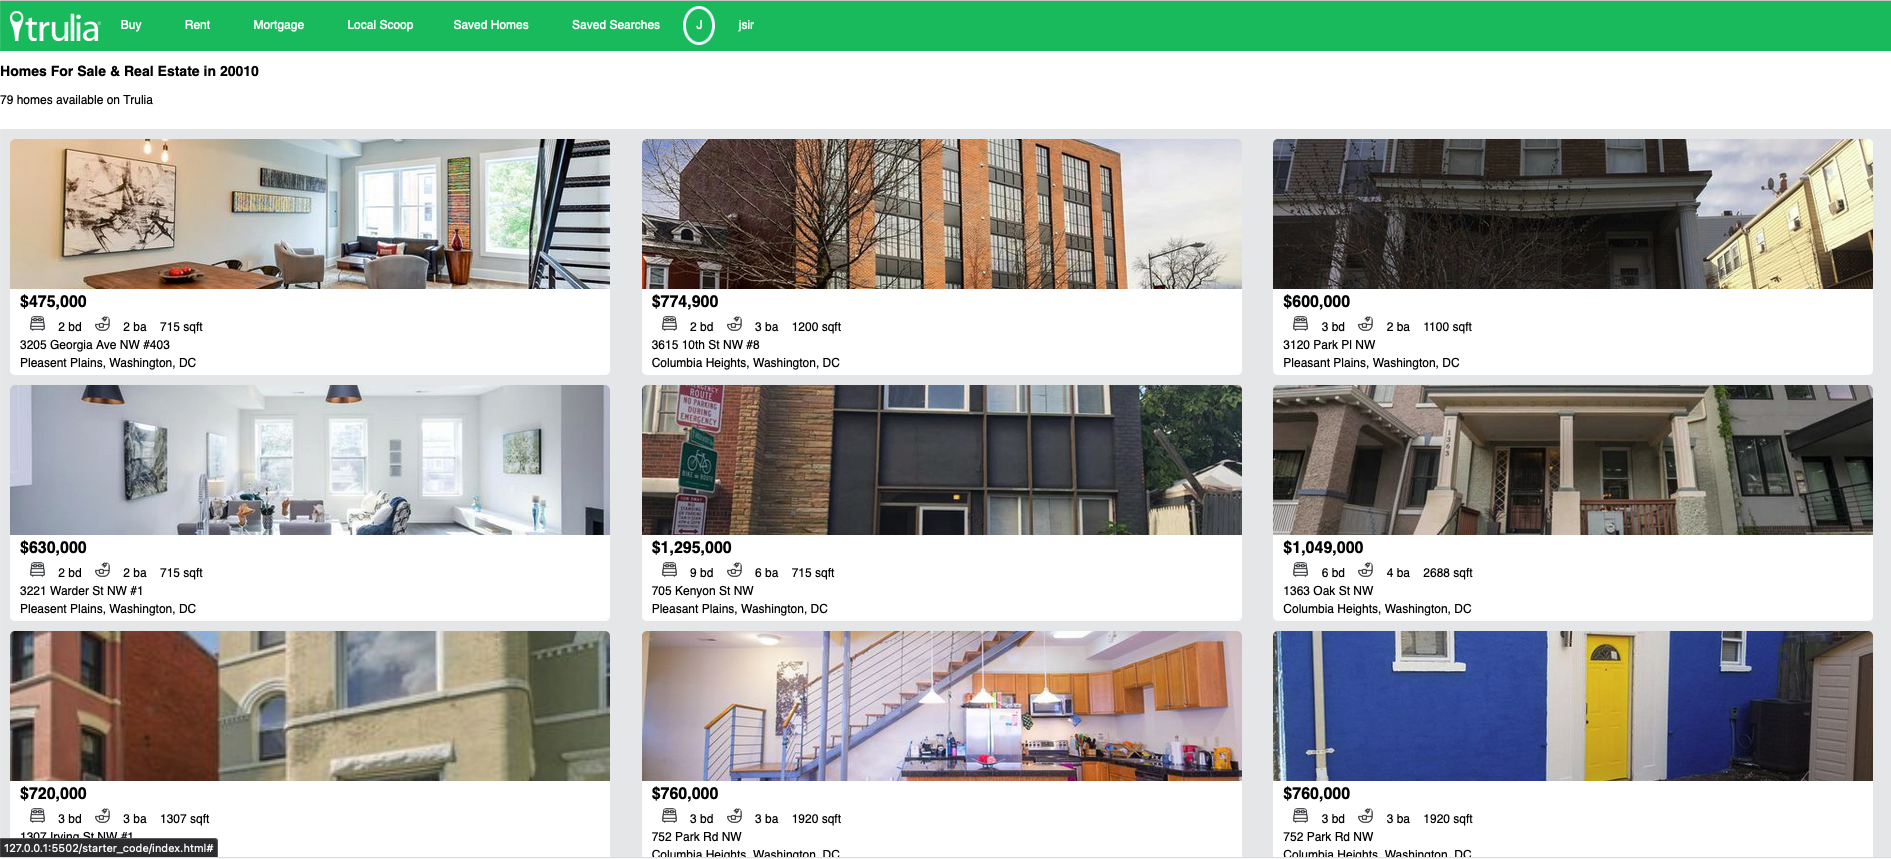 trulia Buy Rent Mortgage Local Scoop Saved Homes Saved Searches J jsir
Homes For Sale & Real Estate in 20010
79 homes available on Trulia
$475,000
2 bd 2 ba 715 sqft
3205 Georgia Ave NW #403
Pleasent Plains, Washington, DC
$774,900
2 bd 3 ba 1200 sqft
3615 10th St NW #8
Columbia Heights, Washington, DC
$600,000
3 bd 2 ba 1100 sqft
3120 Park Pl NW
Pleasant Plains, Washington, DC
$630,000
2 bd 2 ba 715 sqft
3221 Warder St NW #1
Pleasent Plains, Washington, DC
ROUTE
NO PARKING
DURING
EMERGENCY
BIKE ROUTE
$1,295,000
9 bd 6 ba 715 sqft
705 Kenyon St NW
Pleasant Plains, Washington, DC
1363
$1,049,000
6 bd 4 ba 2688 sqft
1363 Oak St NW
Columbia Heights, Washington, DC
$720,000
3 bd 3 ba 1307 sqft
1307 Irving St NW #1
$760,000
3 bd 3 ba 1920 sqft
752 Park Rd NW
Columbia Heights, Washington, DC
$760,000
3 bd 3 ba 1920 sqft
752 Park Rd NW
Columbia Heights, Washington, DC
127.0.0.1:5502/starter_code/index.html#